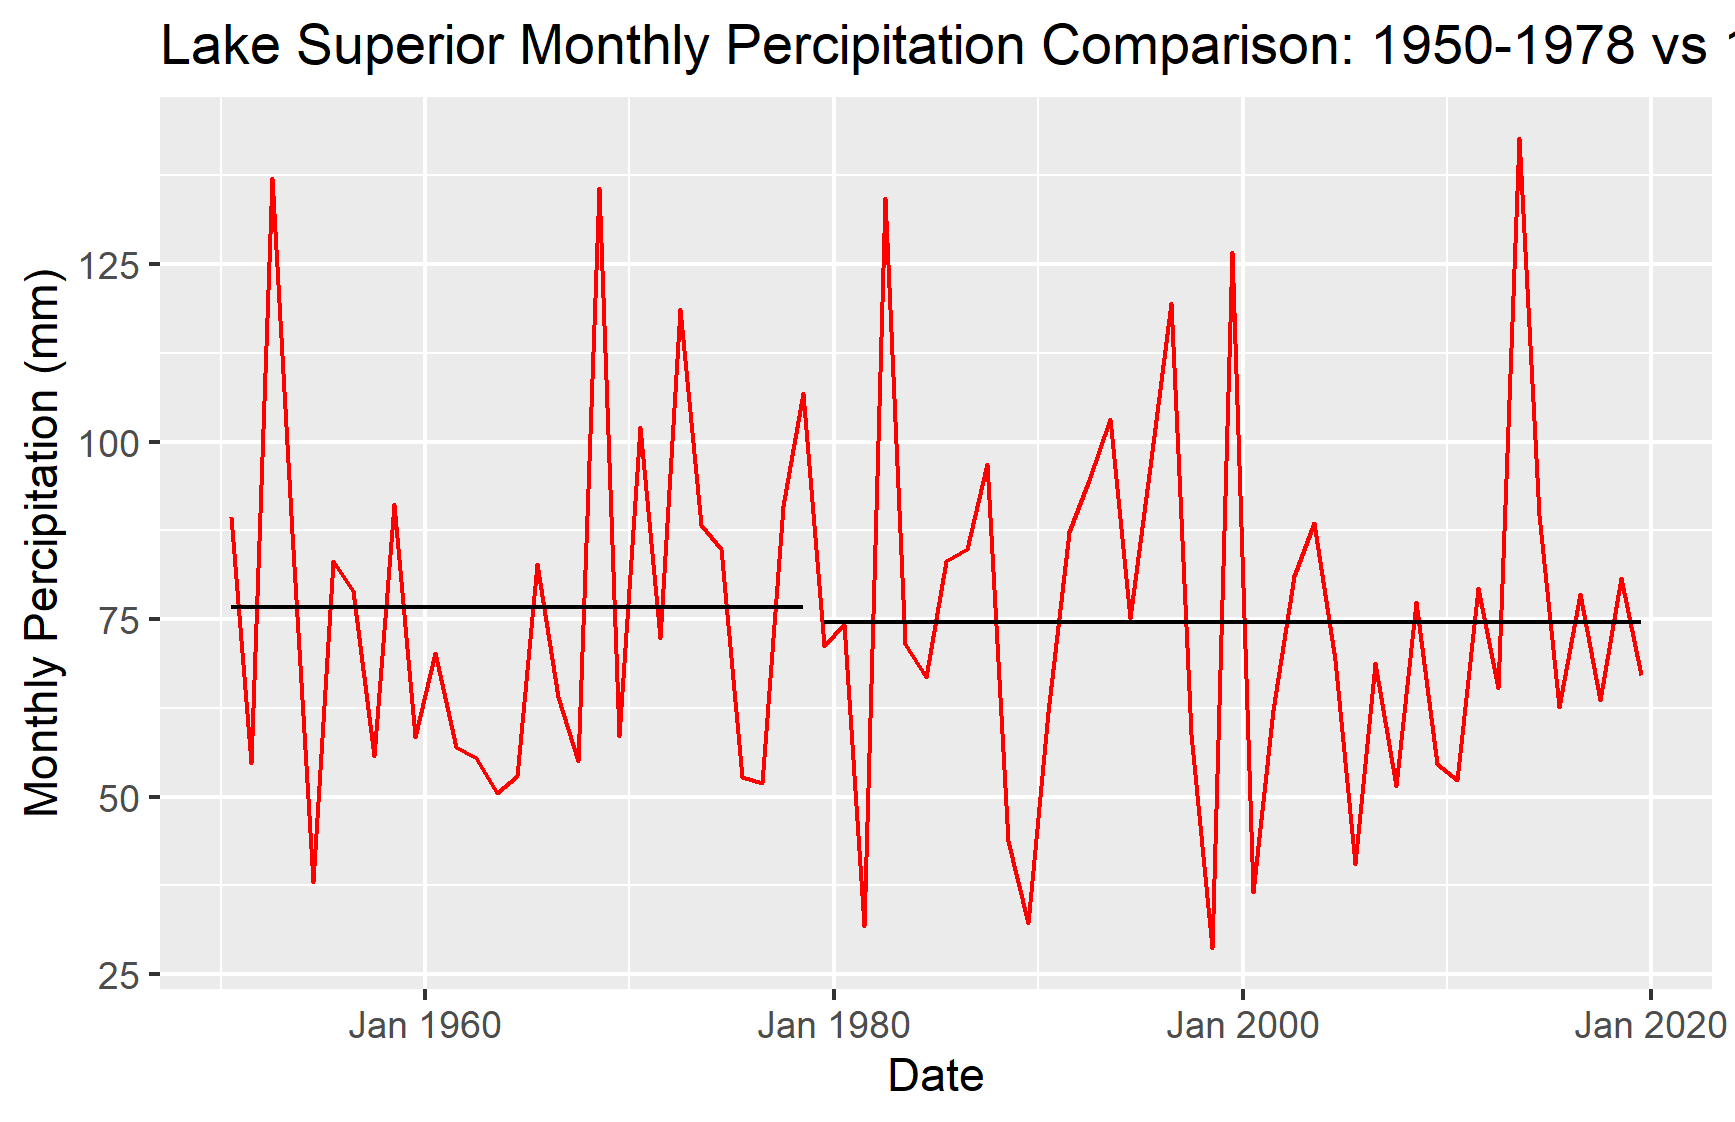 Lake Superior Monthly Percipitation Comparison: 1950-1978 vs 1
Monthly Percipitation (mm)
125
100
75
50
25
Jan 1960
Jan 1980
Jan 2000
Jan 2020
Date